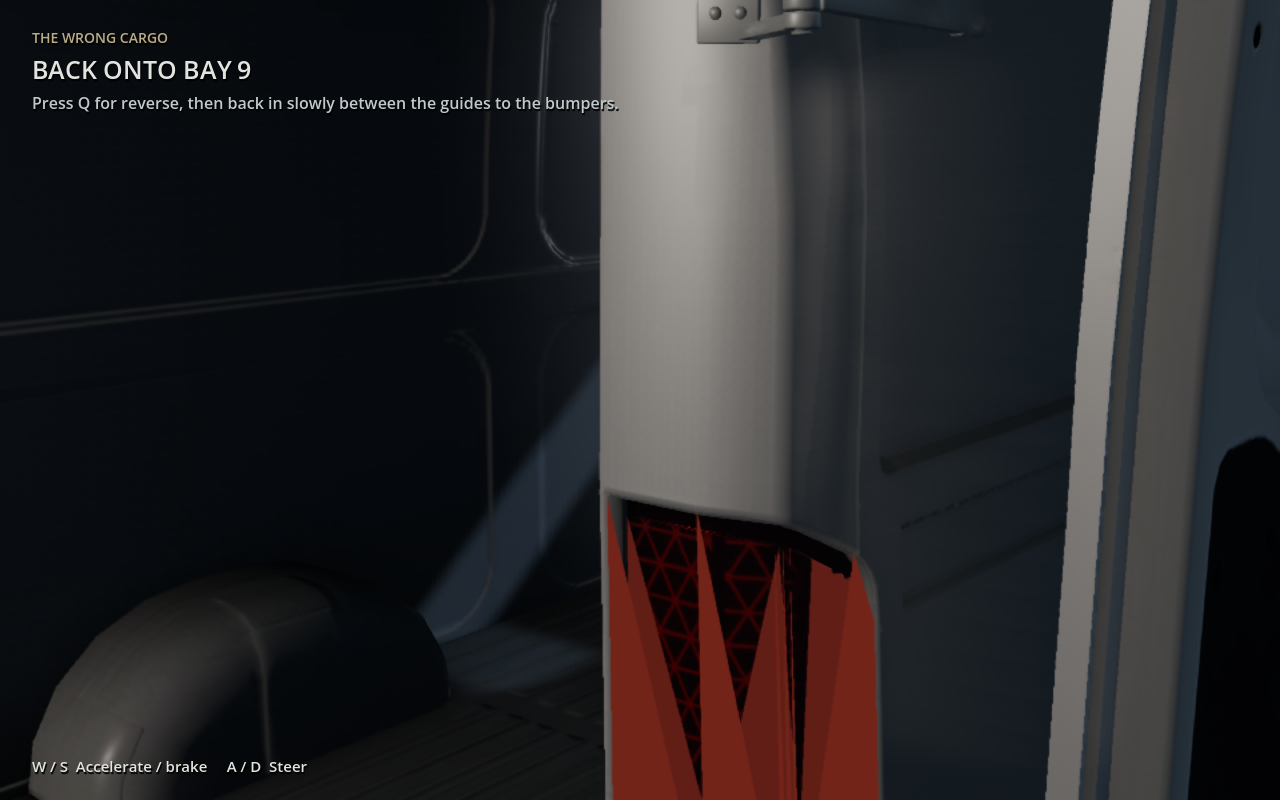 THE WRONG CARGO
BACK ONTO BAY 9
Press Q for reverse, then back in slowly between the guides to the bumpers.
W / S  Accelerate / brake     A / D  Steer